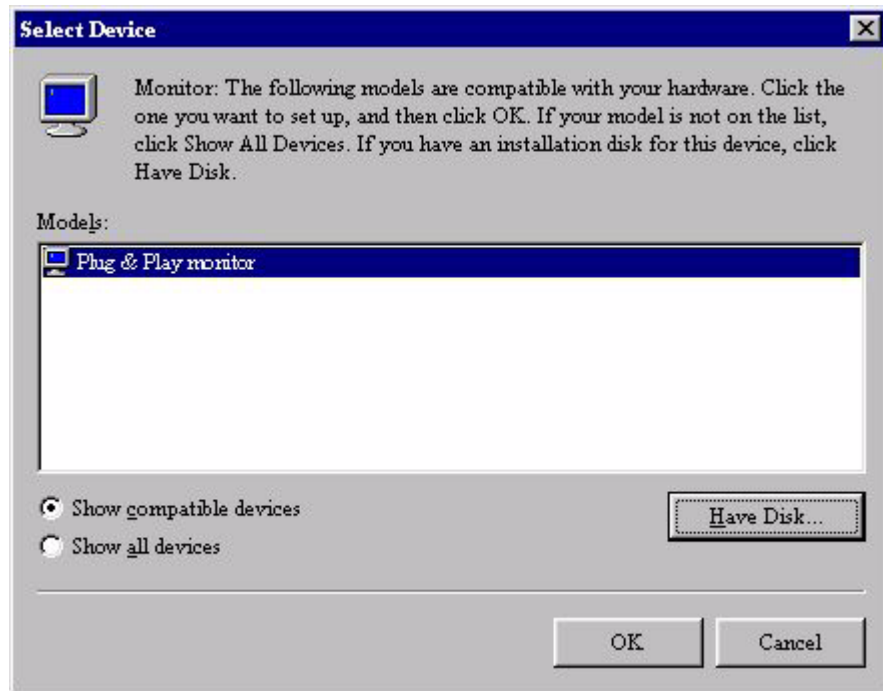 Select Device
Monitor: The following models are compatible with your hardware. Click the
one you want to set up, and then click OK. If your model is not on the list,
click Show All Devices. If you have an installation disk for this device, click
Have Disk.
Models:
Plug & Play monitor
Show compatible devices
Have Disk...
Show all devices
OK
Cancel